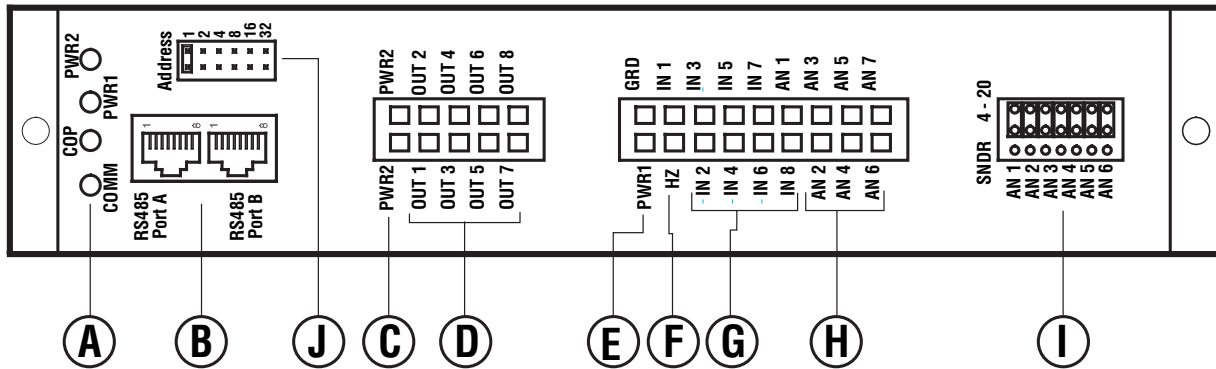 PWR2
PWR1
COP
COMM
Address
1
2
4
8
16
32
1
8
1
8
RS485
Port A
RS485
Port B
PWR2
OUT 2
OUT 4
OUT 6
OUT 8
PWR2
OUT 1
OUT 3
OUT 5
OUT 7
GRD
IN 1
IN 3
IN 5
IN 7
AN 1
AN 3
AN 5
AN 7
PWR1
HZ
IN 2
IN 4
IN 6
IN 8
AN 2
AN 4
AN 6
4 - 20
SNDR
AN 1
AN 2
AN 3
AN 4
AN 5
AN 6
A
B
J
C
D
E
F
G
H
I